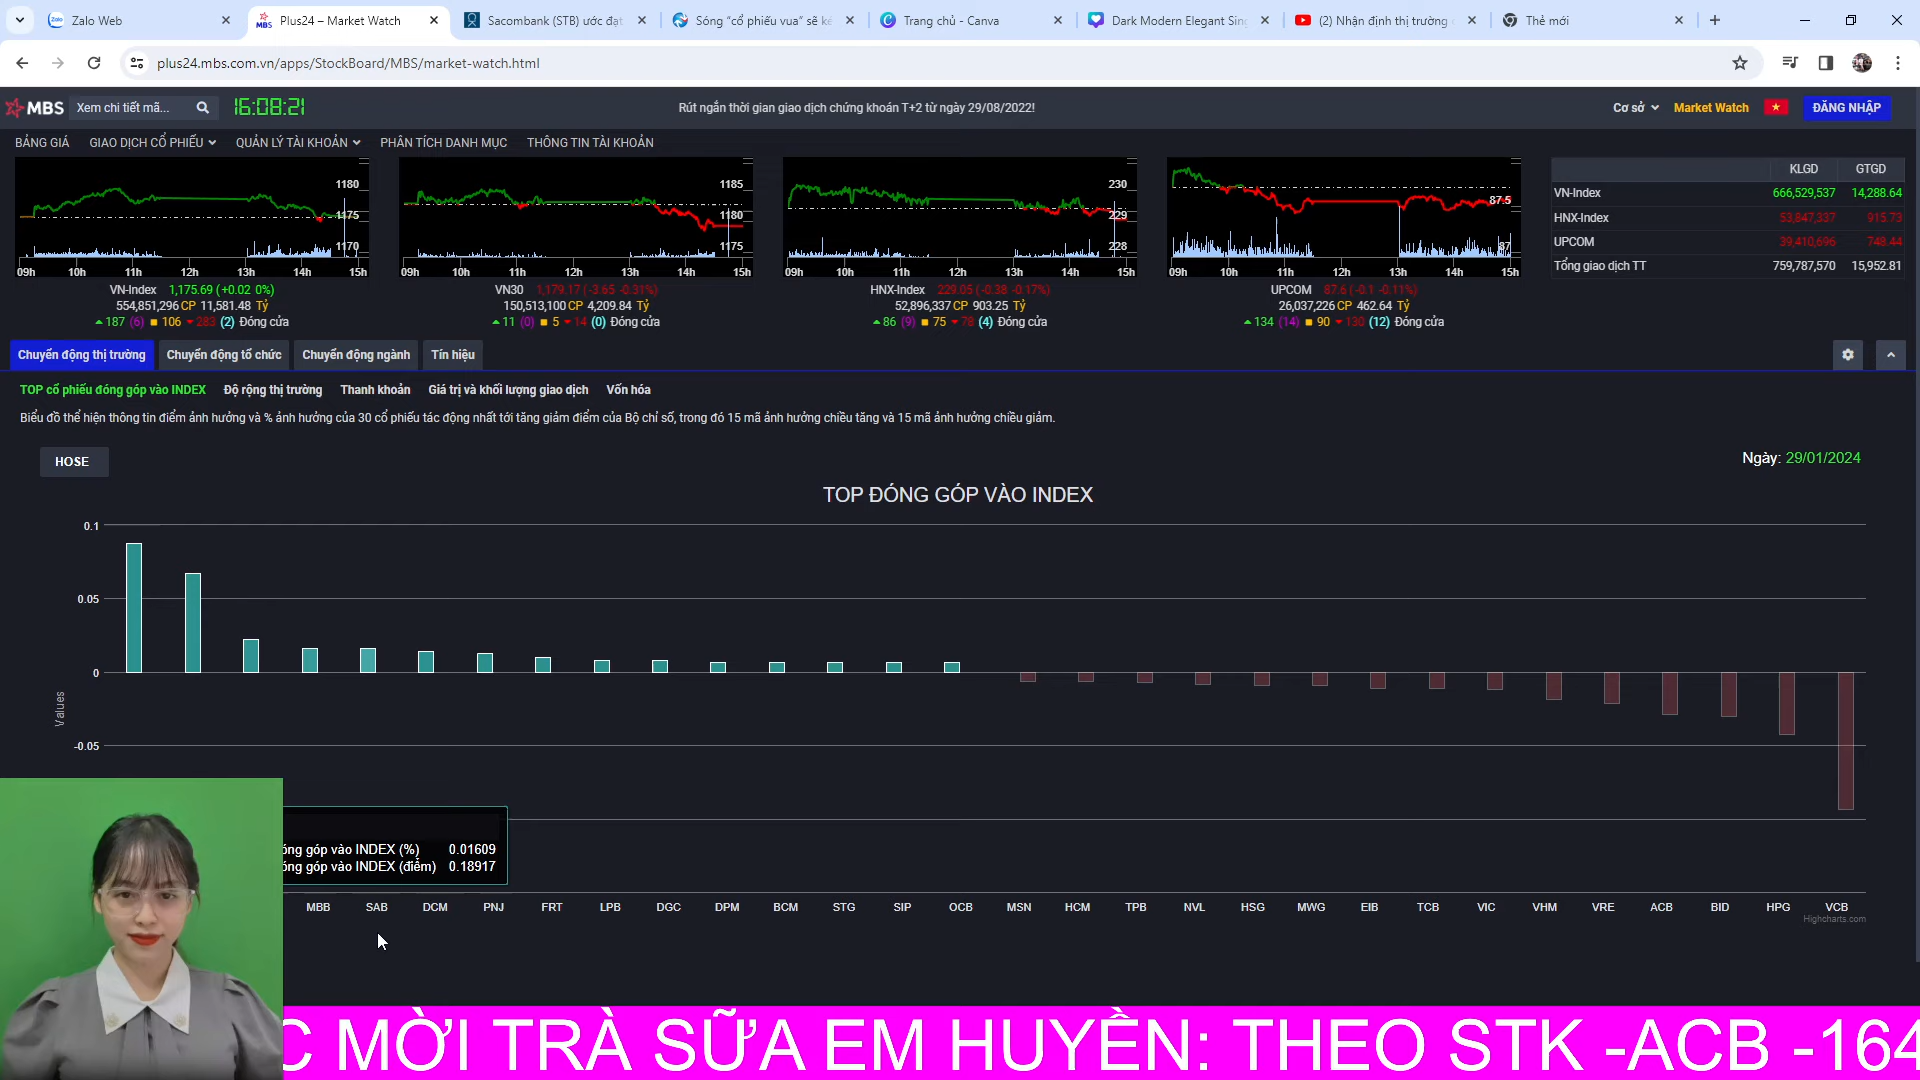 Zalo Web
Plus24 – Market Watch
Sacombank (STB) ước đạt
Sóng "cổ phiếu vua" sẽ ké
Trang chủ - Canva
Dark Modern Elegant Sing
(2) Nhận định thị trường
Thẻ mới
plus24.mbs.com.vn/apps/StockBoard/MBS/market-watch.html
MBS
Xem chi tiết mã...
16:08:21
Rút ngắn thời gian giao dịch chứng khoán T+2 từ ngày 29/08/2022!
Cơ sở
Market Watch
ĐĂNG NHẬP
BẢNG GIÁ
GIAO DỊCH CỔ PHIẾU
QUẢN LÝ TÀI KHOẢN
PHÂN TÍCH DANH MỤC
THÔNG TIN TÀI KHOẢN
1180
1175
1170
09h 10h 11h 12h 13h 14h 15h
VN-Index 1,175.69 (+0.02 0%)
554,851,296 CP 11,581.48 Tỷ
187 (6) 106 283 (2) Đóng cửa
1185
1180
1175
09h 10h 11h 12h 13h 14h 15h
VN30 1,179.17 (-3.65 -0.31%)
150,513,100 CP 4,209.84 Tỷ
11 (0) 5 14 (0) Đóng cửa
230
229
228
09h 10h 11h 12h 13h 14h 15h
HNX-Index 229.05 (-0.38 -0.17%)
52,896,337 CP 903.25 Tỷ
86 (9) 75 78 (4) Đóng cửa
87.5
87
09h 10h 11h 12h 13h 14h 15h
UPCOM 87.6 (-0.1 -0.11%)
26,037,226 CP 462.64 Tỷ
134 (14) 90 130 (12) Đóng cửa
KLGD GTGD
VN-Index 666,529,537 14,288.64
HNX-Index 53,847,337 915.73
UPCOM 39,410,696 748.44
Tổng giao dịch TT 759,787,570 15,952.81
Chuyển động thị trường
Chuyển động tổ chức
Chuyển động ngành
Tín hiệu
TOP cổ phiếu đóng góp vào INDEX
Độ rộng thị trường
Thanh khoản
Giá trị và khối lượng giao dịch
Vốn hóa
Biểu đồ thể hiện thông tin điểm ảnh hưởng và % ảnh hưởng của 30 cổ phiếu tác động nhất tới tăng giảm điểm của Bộ chỉ số, trong đó 15 mã ảnh hưởng chiều tăng và 15 mã ảnh hưởng chiều giảm.
HOSE
Ngày: 29/01/2024
TOP ĐÓNG GÓP VÀO INDEX
0.1
0.05
0
-0.05
Values
óng góp vào INDEX (%) 0.01609
óng góp vào INDEX (điểm) 0.18917
MBB SAB DCM PNJ FRT LPB DGC DPM BCM STG SIP OCB MSN HCM TPB NVL HSG MWG EIB TCB VIC VHM VRE ACB BID HPG VCB
Highcharts.com
C MỜI TRÀ SỮA EM HUYỀN: THEO STK -ACB -164